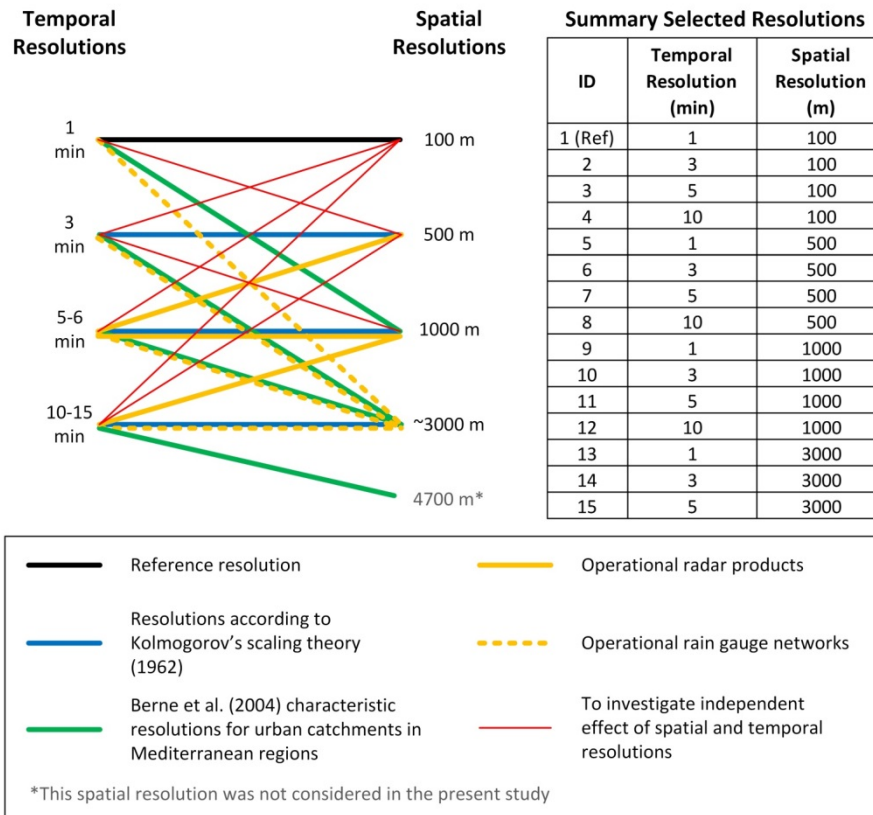 Temporal
Resolutions
Spatial
Resolutions
1
min
3
min
5-6
min
10-15
min
100 m
500 m
1000 m
~3000 m
4700 m*
Summary Selected Resolutions
ID Temporal Resolution (min) Spatial Resolution (m)
1 (Ref) 1 100
2 3 100
3 5 100
4 10 100
5 1 500
6 3 500
7 5 500
8 10 500
9 1 1000
10 3 1000
11 5 1000
12 10 1000
13 1 3000
14 3 3000
15 5 3000
Reference resolution
Resolutions according to
Kolmogorov's scaling theory
(1962)
Berne et al. (2004) characteristic
resolutions for urban catchments in
Mediterranean regions
Operational radar products
Operational rain gauge networks
To investigate independent
effect of spatial and temporal
resolutions
*This spatial resolution was not considered in the present study